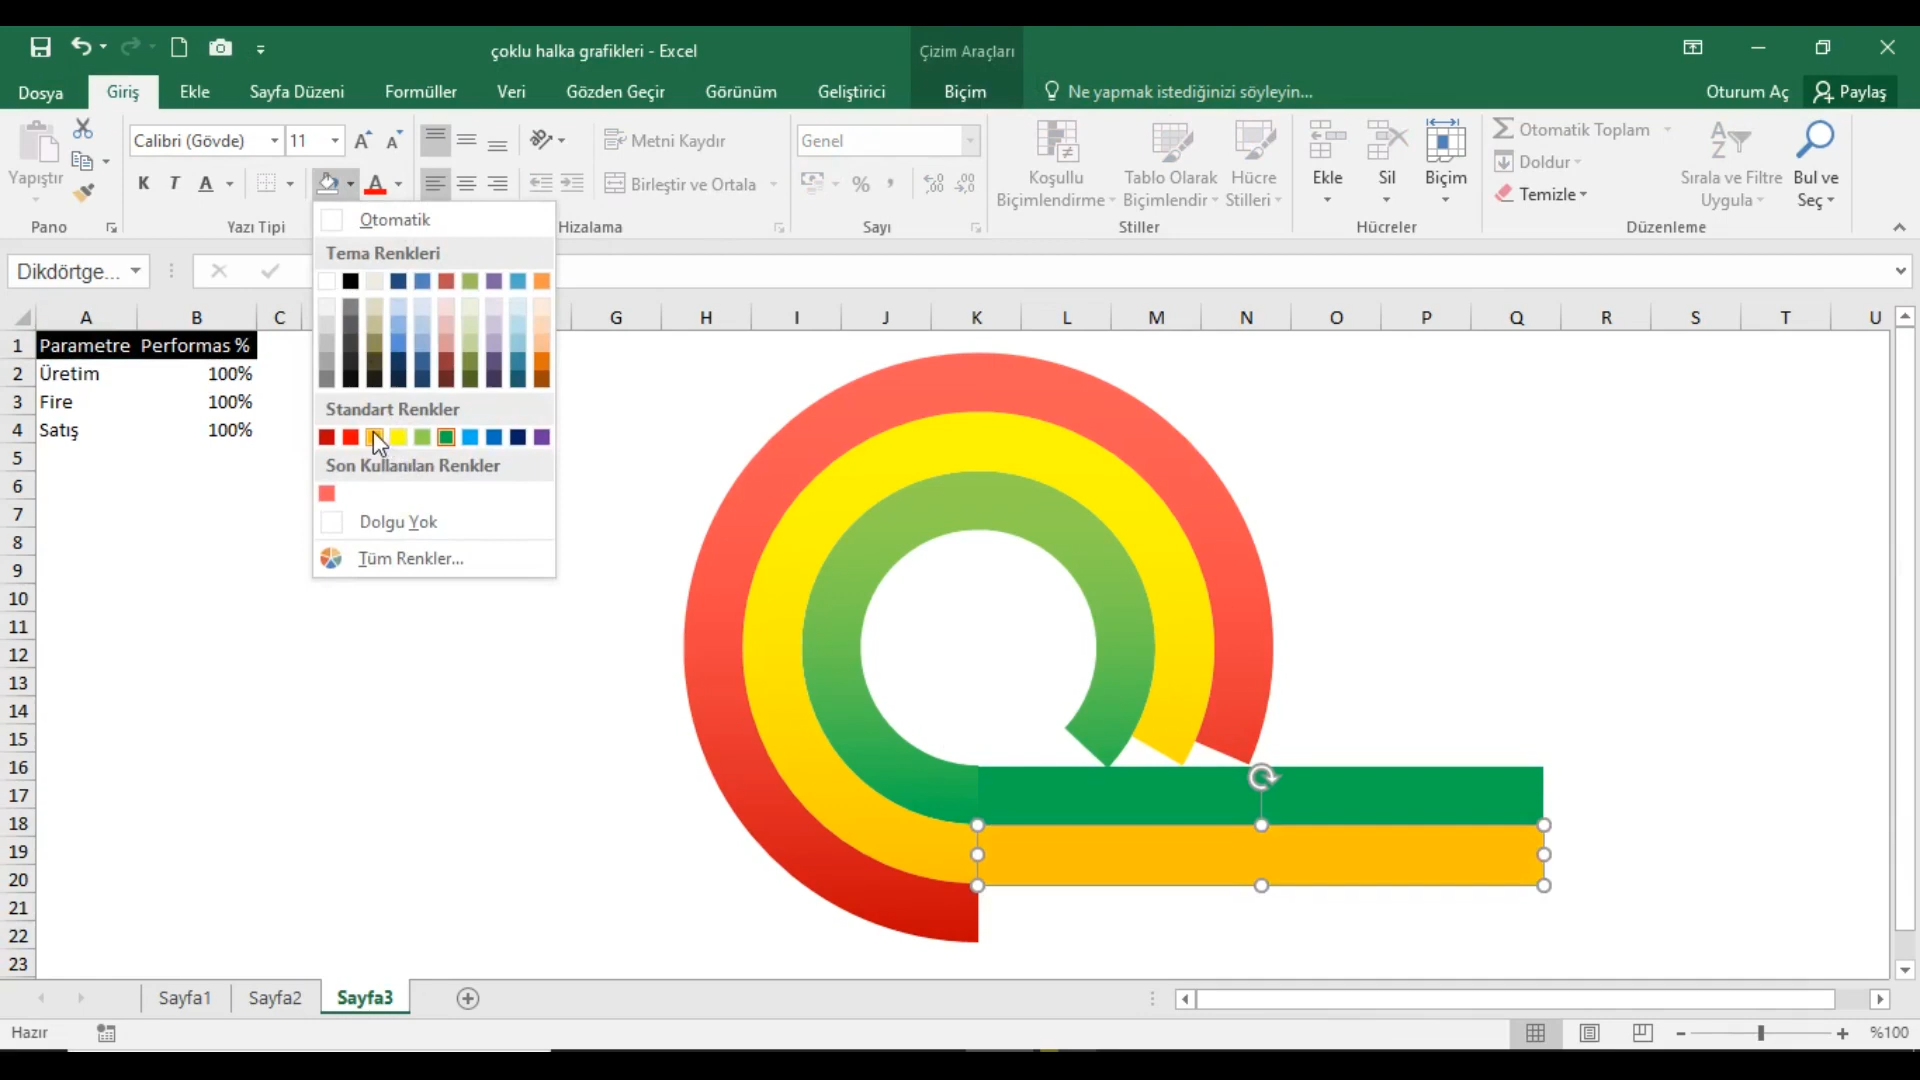 çoklu halka grafikleri - Excel
Çizim Araçları
Dosya Giriş Ekle Sayfa Düzeni Formüller Veri Gözden Geçir Görünüm Geliştirici Biçim Ne yapmak istediğinizi söyleyin... Oturum Aç Paylaş
Calibri (Gövde) 11 Metni Kaydır Genel Otomatik Toplam
Doldur
Yapıştır K T A A Birleştir ve Ortala % Koşullu Tablo Olarak Hücre Ekle Sil Biçim Temizle Sırala ve Filtre Bul ve
Biçimlendirme Biçimlendir Stilleri Uygula Seç
Pano Yazı Tipi Hizalama Sayı Stiller Hücreler Düzenleme
Otomatik
Tema Renkleri
Standart Renkler
Son Kullanılan Renkler
Dolgu Yok
Tüm Renkler...
Dikdörtge...
A B C G H I J K L M N O P Q R S T U
1 Parametre Performas %
2 Üretim 100%
3 Fire 100%
4 Satış 100%
5
6
7
8
9
10
11
12
13
14
15
16
17
18
19
20
21
22
23
Sayfa1 Sayfa2 Sayfa3
Hazır %100